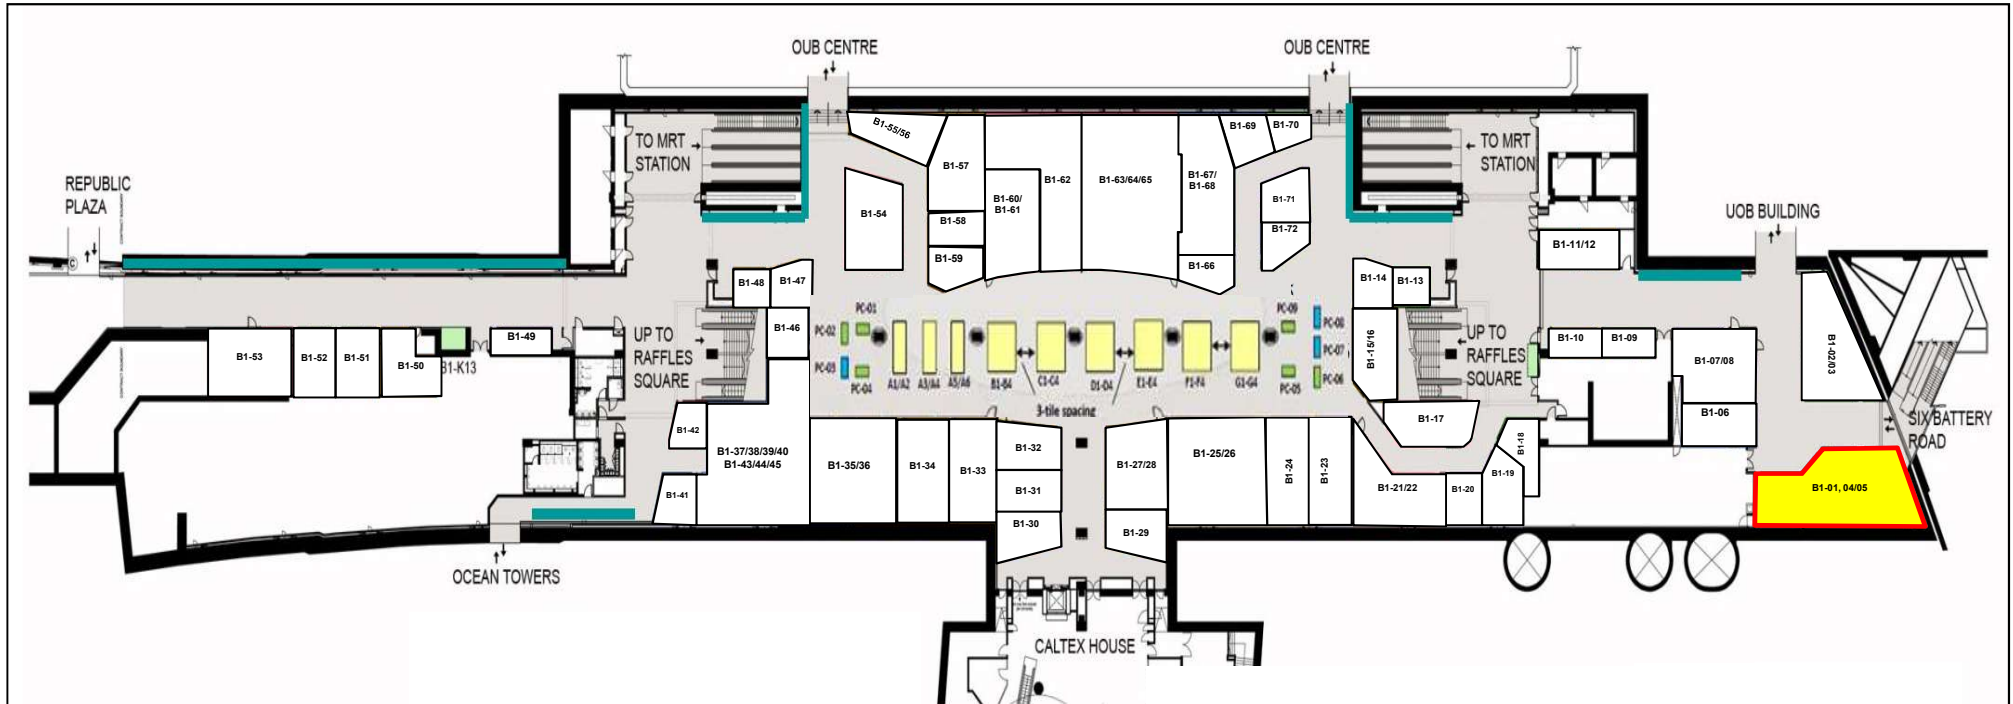 OUB CENTRE
OUB CENTRE
TO MRT
STATION
TO MRT
STATION
REPUBLIC
PLAZA
C
UOB BUILDING
B1-55/56
B1-57
B1-58
B1-59
B1-54
B1-60/
B1-61
B1-62
B1-63/64/65
B1-67/
B1-68
B1-66
B1-69
B1-70
B1-71
B1-72
B1-11/12
B1-48
B1-47
B1-46
B1-14
B1-13
B1-15/16
B1-53
B1-52
B1-51
B1-50
B1-K13
B1-49
UP TO
RAFFLES
SQUARE
PC-01
PC-02
PC-03
PC-04
A1/A2
A3/A4
A5/A6
B1-B4
C1-C4
D1-D4
E1-E4
F1-F4
G1-G4
3-tile spacing
PC-09
PC-08
PC-07
PC-05
PC-06
UP TO
RAFFLES
SQUARE
B1-10
B1-09
B1-07/08
B1-06
B1-02/03
SIX BATTERY
ROAD
B1-01, 04/05
B1-42
B1-41
B1-37/38/39/40
B1-43/44/45
B1-35/36
B1-34
B1-33
B1-32
B1-31
B1-30
B1-27/28
B1-29
B1-25/26
B1-24
B1-23
B1-21/22
B1-20
B1-19
B1-18
B1-17
OCEAN TOWERS
CALTEX HOUSE